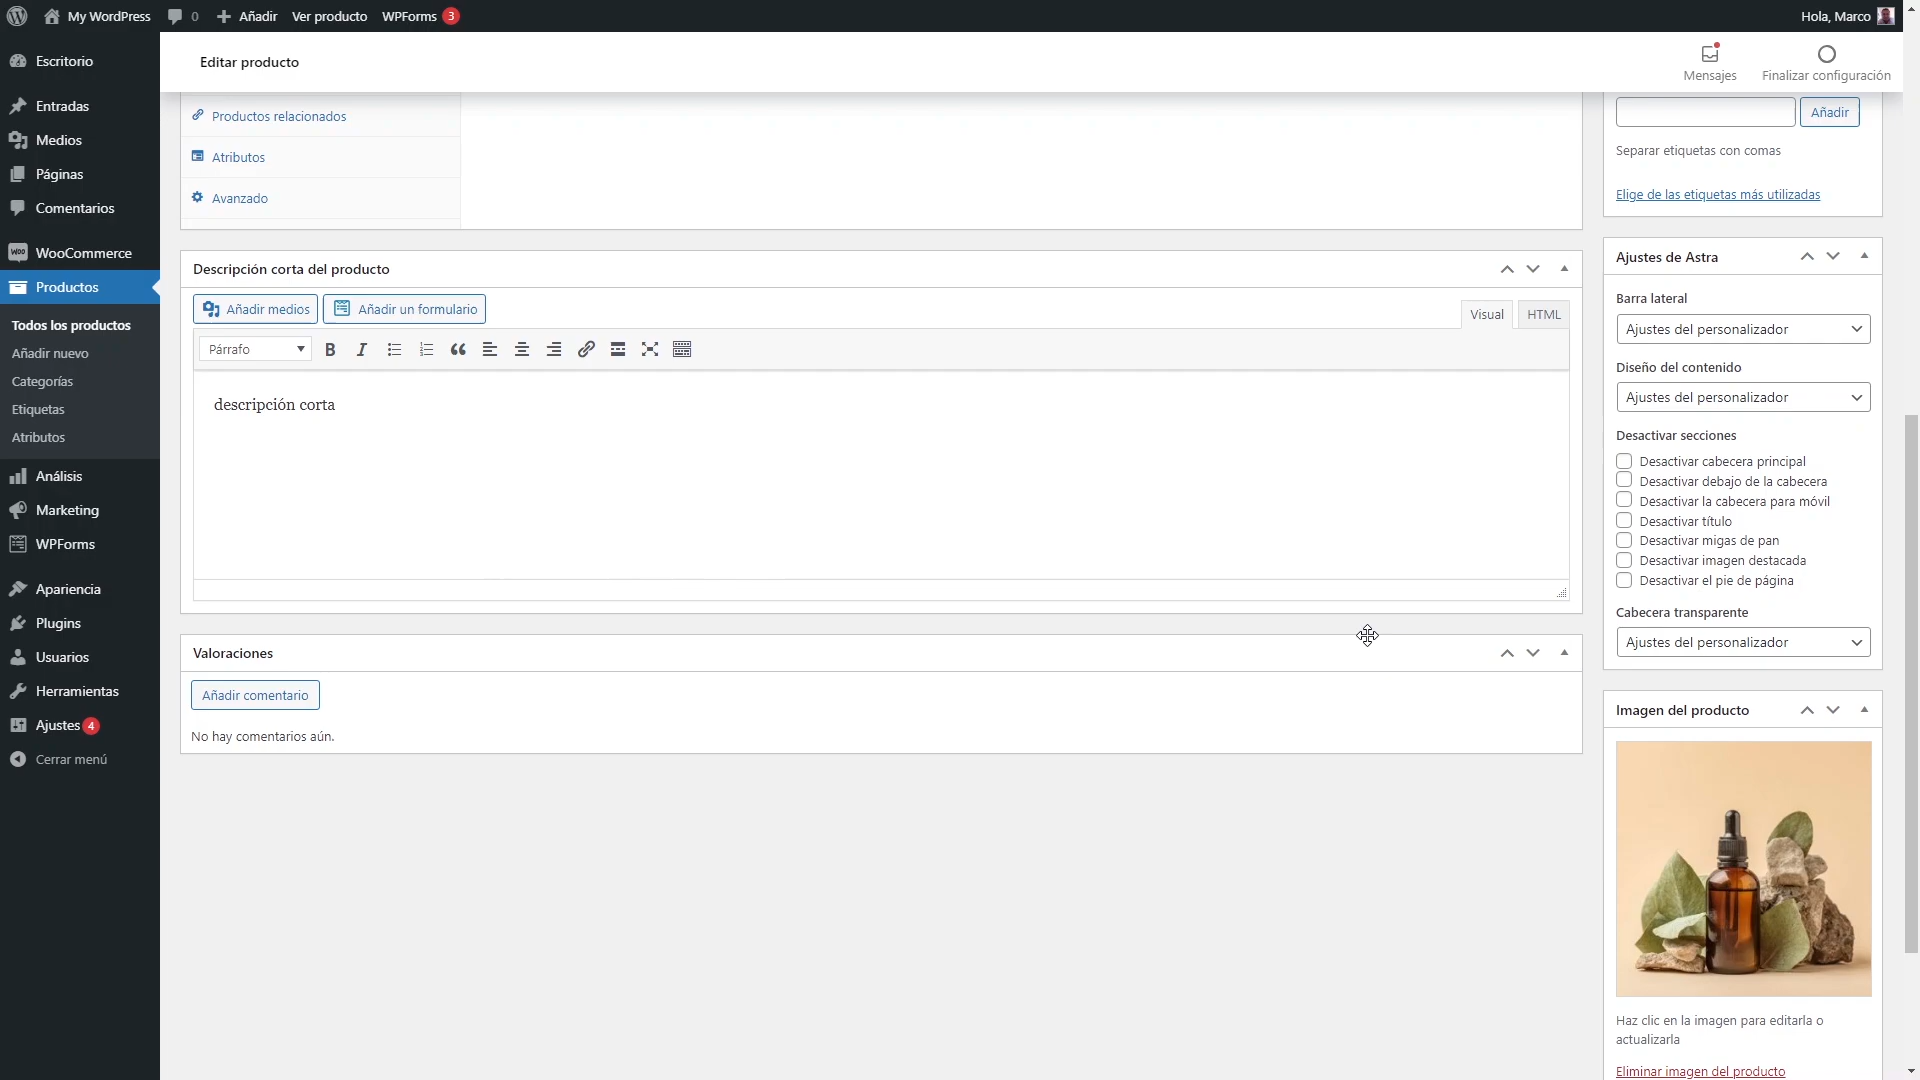 My WordPress
0
Añadir
Ver producto
WPForms 3
Hola, Marco
Escritorio
Entradas
Medios
Páginas
Comentarios
WooCommerce
Productos
Todos los productos
Añadir nuevo
Categorías
Etiquetas
Atributos
Análisis
Marketing
WPForms
Apariencia
Plugins
Usuarios
Herramientas
Ajustes 4
Cerrar menú
Editar producto
Mensajes
Finalizar configuración
Productos relacionados
Atributos
Avanzado
Descripción corta del producto
Añadir medios
Añadir un formulario
Visual
HTML
Párrafo
descripción corta
Valoraciones
Añadir comentario
No hay comentarios aún.
Añadir
Separar etiquetas con comas
Elige de las etiquetas más utilizadas
Ajustes de Astra
Barra lateral
Ajustes del personalizador
Diseño del contenido
Ajustes del personalizador
Desactivar secciones
Desactivar cabecera principal
Desactivar debajo de la cabecera
Desactivar la cabecera para móvil
Desactivar título
Desactivar migas de pan
Desactivar imagen destacada
Desactivar el pie de página
Cabecera transparente
Ajustes del personalizador
Imagen del producto
Haz clic en la imagen para editarla o
actualizarla
Eliminar imagen del producto